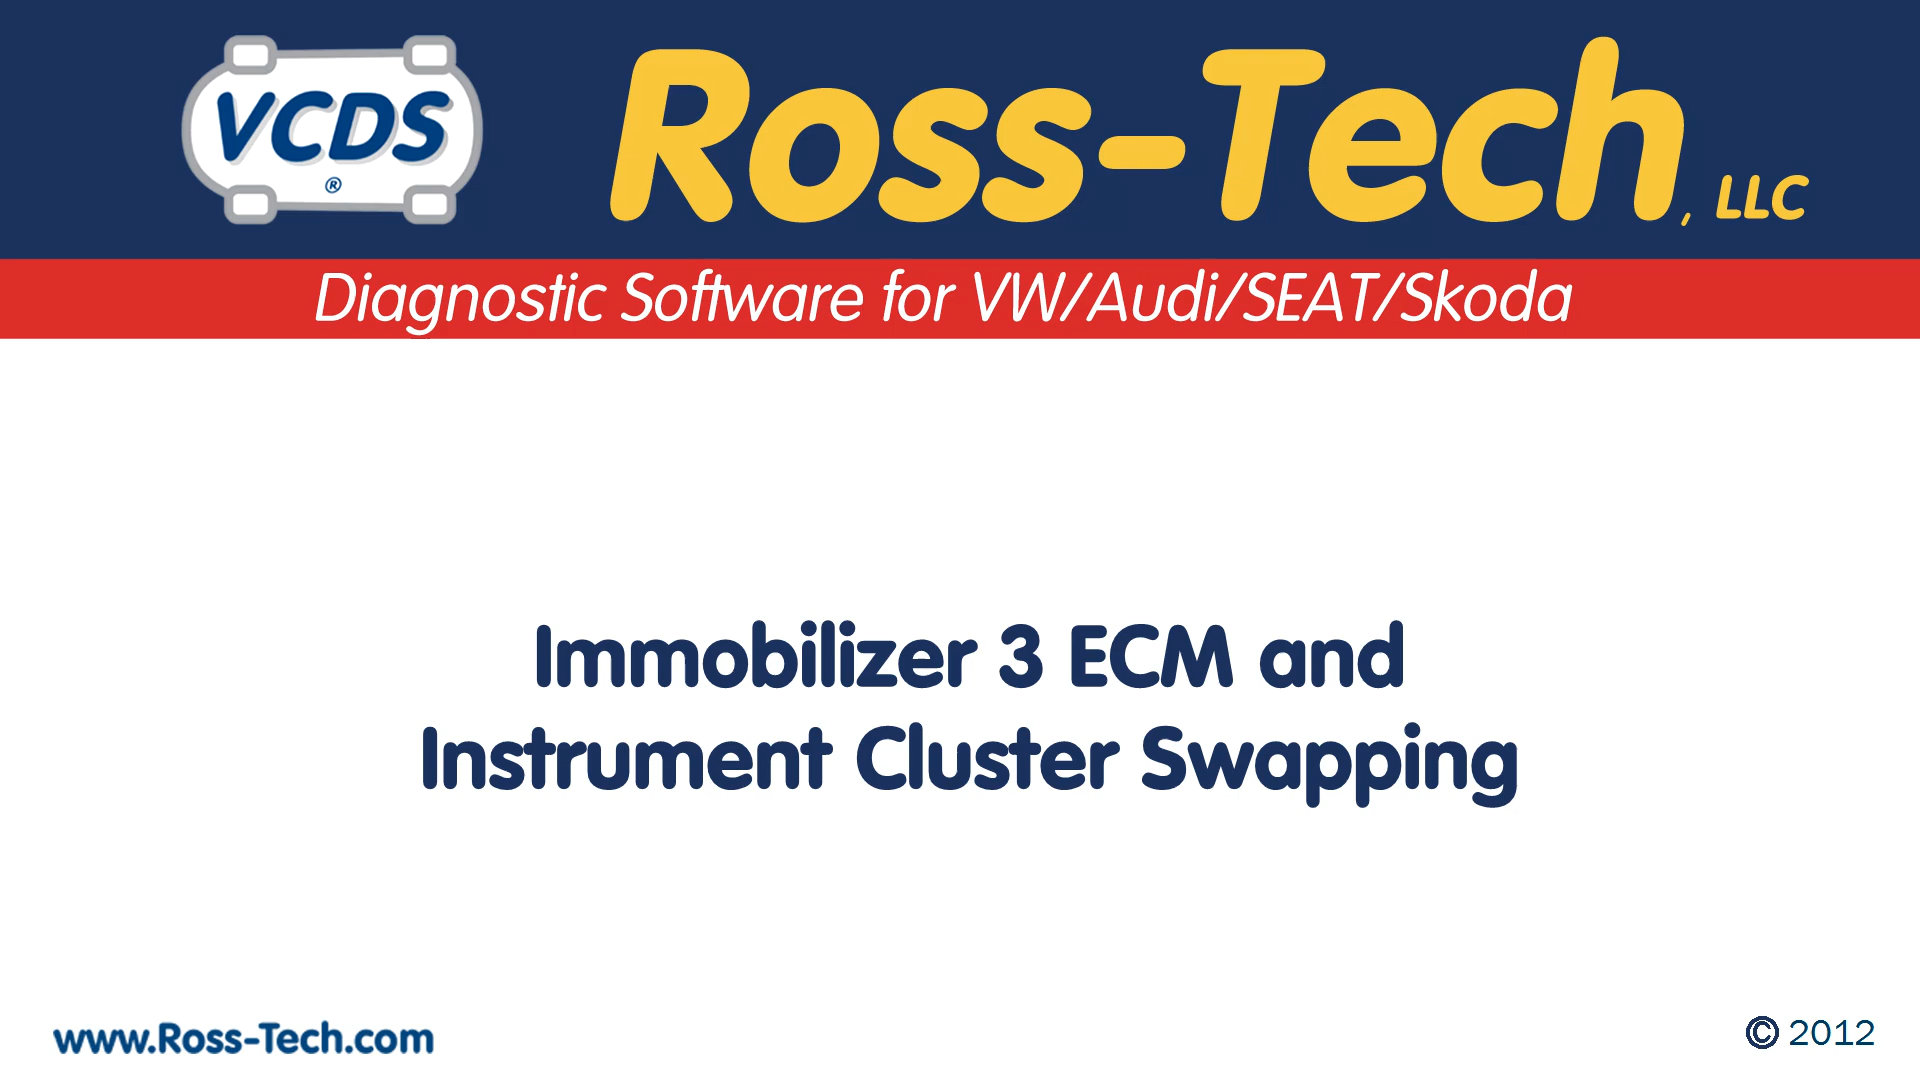 VCDS
®
Ross-Tech, LLC
Diagnostic Software for VW/Audi/SEAT/Skoda
Immobilizer 3 ECM and
Instrument Cluster Swapping
www.Ross-Tech.com
© 2012